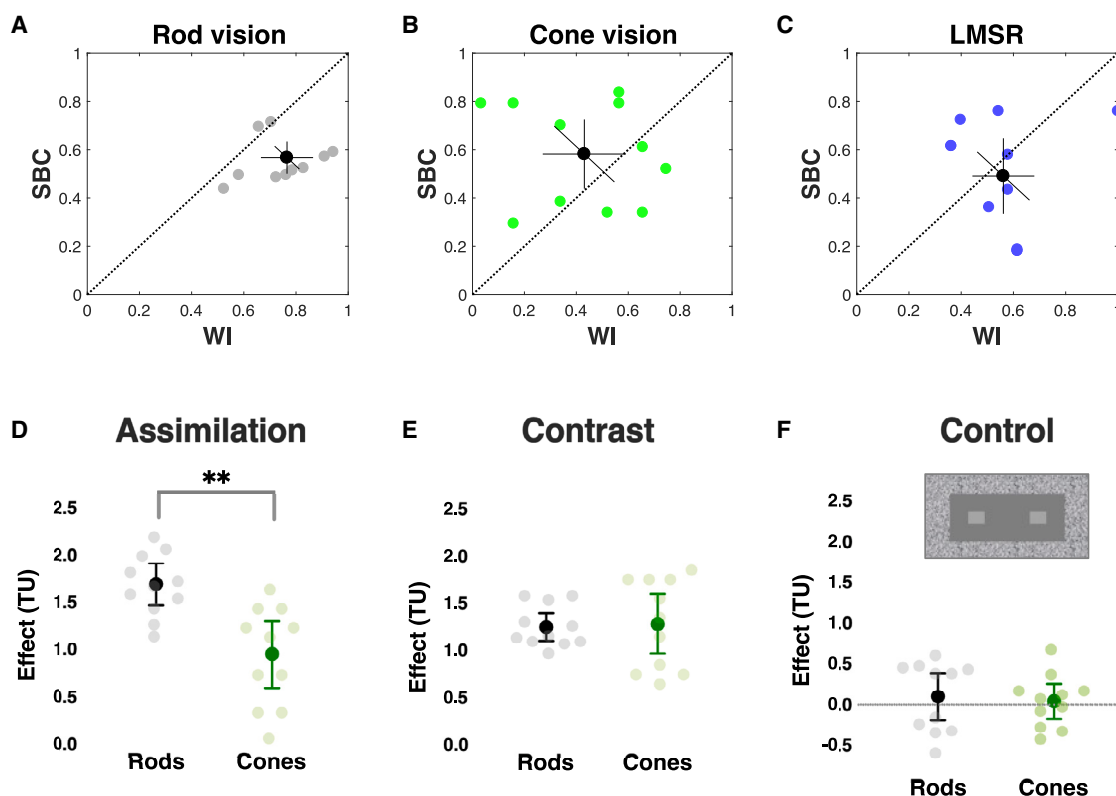 A
Rod vision
1
0.8
0.6
0.4
0.2
0
SBC
0 0.2 0.4 0.6 0.8 1
WI
B
Cone vision
1
0.8
0.6
0.4
0.2
0
SBC
0 0.2 0.4 0.6 0.8 1
WI
C
LMSR
1
0.8
0.6
0.4
0.2
0
SBC
0 0.2 0.4 0.6 0.8 1
WI
D
Assimilation
**
2.5
2.0
1.5
1.0
0.5
0.0
Effect (TU)
Rods Cones
E
Contrast
2.5
2.0
1.5
1.0
0.5
0.0
Effect (TU)
Rods Cones
F
Control
2.5
2.0
1.5
1.0
0.5
0.0
-0.5
Effect (TU)
Rods Cones